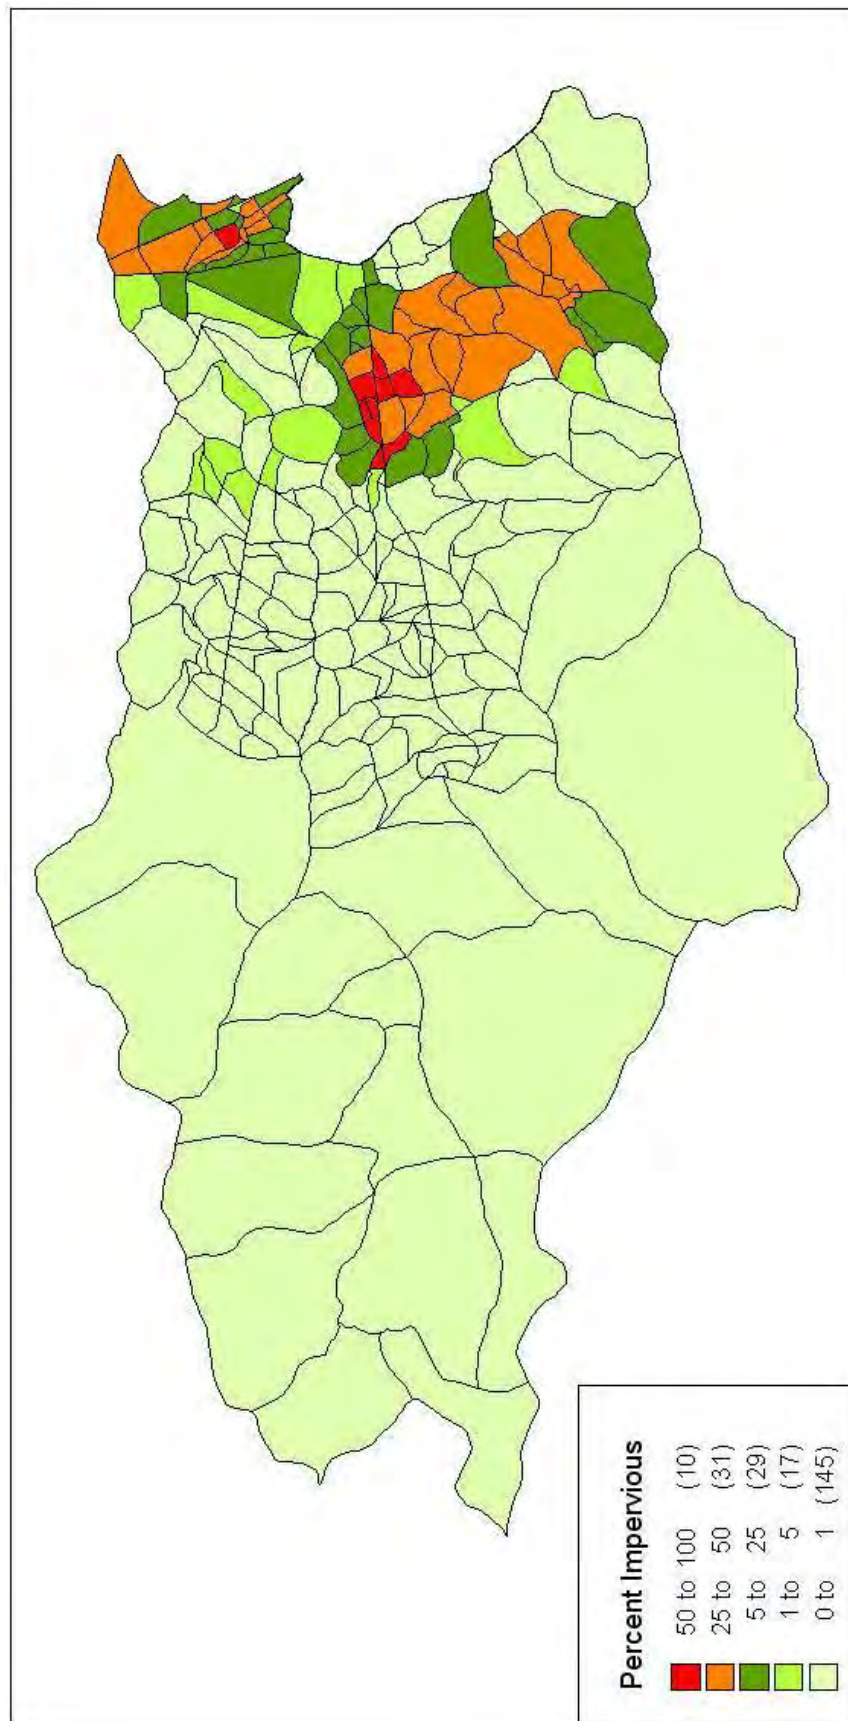 Percent Impervious
50 to 100 (10)
25 to 50 (31)
5 to 25 (29)
1 to 5 (17)
0 to 1 (145)